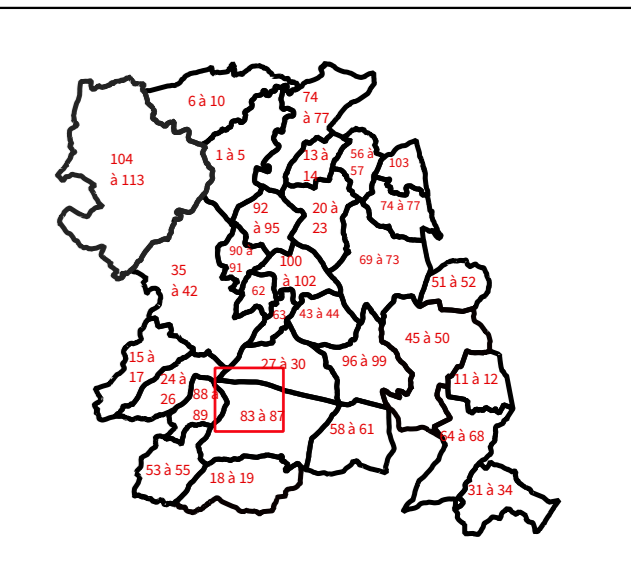 6 à 10
74
à 77
1 à 5
104
à 113
13 à
14
56 à
57
103
92
à 95
20 à
23
74 à 77
90 à
91
100
à 102
69 à 73
35
à 42
62
51 à 52
63
43 à 44
45 à 50
15 à
17
24 à
26
27 à 30
96 à 99
11 à 12
88 à
89
83 à 87
58 à 61
64 à 68
53 à 55
18 à 19
31 à 34